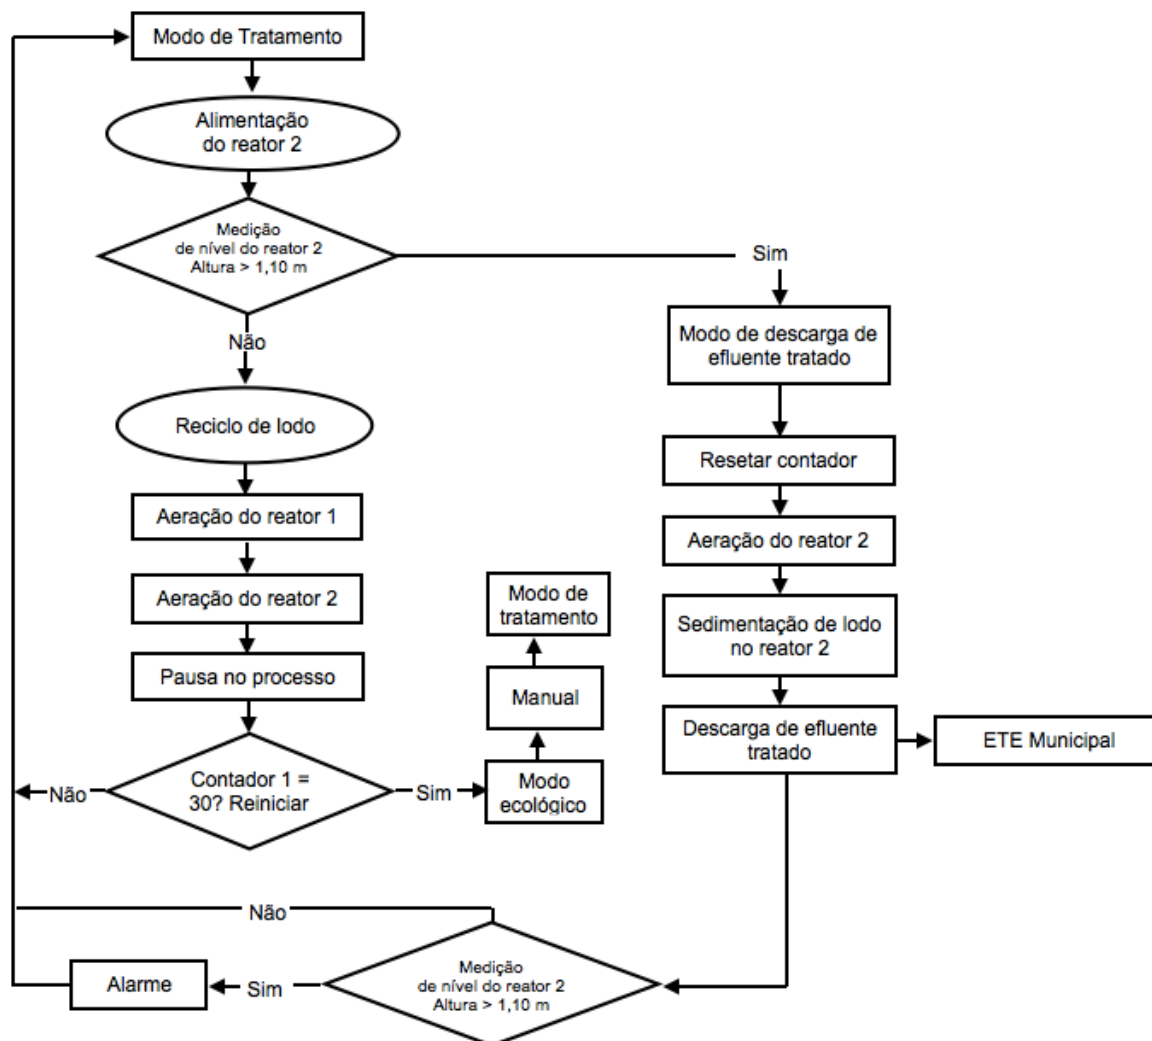 Modo de Tratamento
Alimentação
do reator 2
Medição
de nível do reator 2
Altura > 1,10 m
Sim
Não
Modo de descarga de
efluente tratado
Reciclo de lodo
Resetar contador
Aeração do reator 1
Aeração do reator 2
Aeração do reator 2
Modo de
tratamento
Sedimentação de lodo
no reator 2
Pausa no processo
Manual
Descarga de efluente
tratado
ETE Municipal
Contador 1 =
30? Reiniciar
Não
Sim
Modo
ecológico
Não
Medição
de nível do reator 2
Altura > 1,10 m
Sim
Alarme